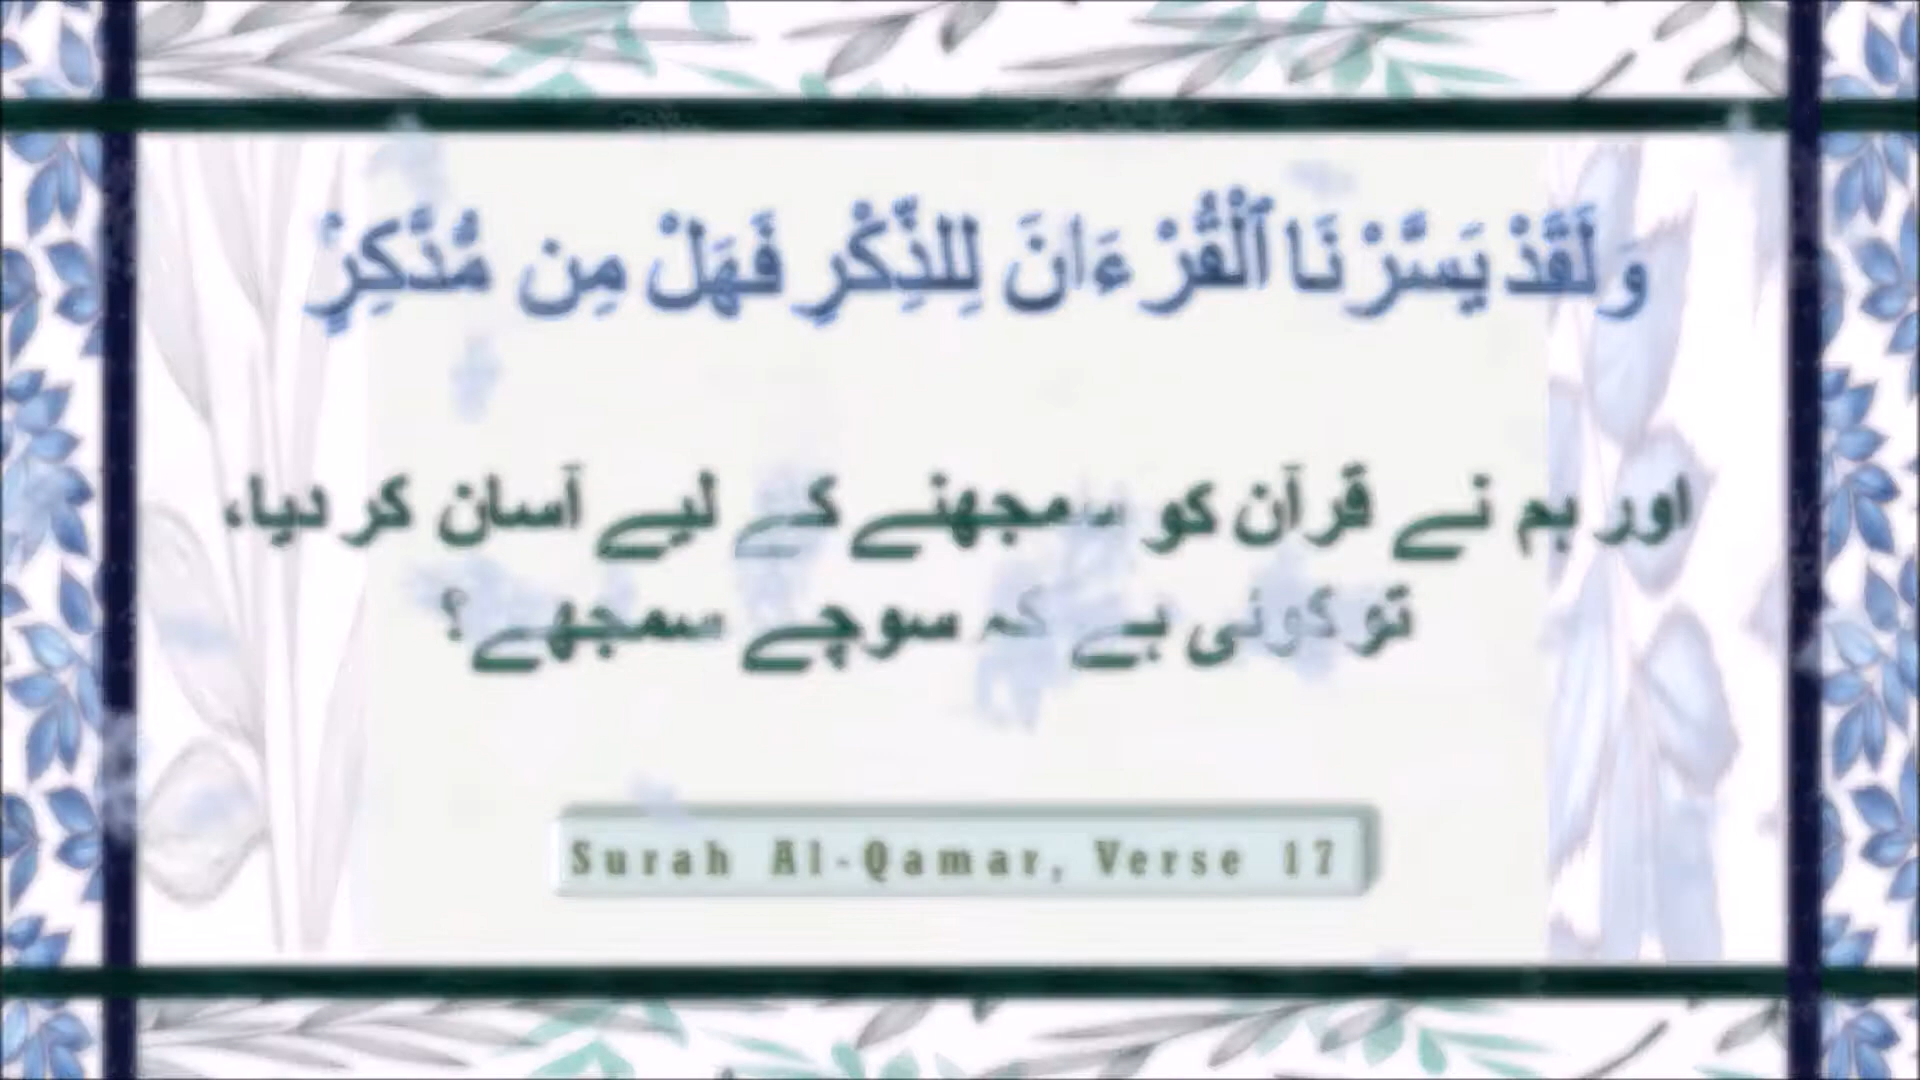 وَلَقَدْ يَسَّرْنَا ٱلْقُرْءَانَ لِلذِّكْرِ فَهَلْ مِن مُّدَّكِرٍۢ
اور ہم نے قرآن کو سمجھنے کے لیے آسان کر دیا،
تو کوئی ہے کہ سوچے سمجھے؟
Surah Al-Qamar, Verse 17